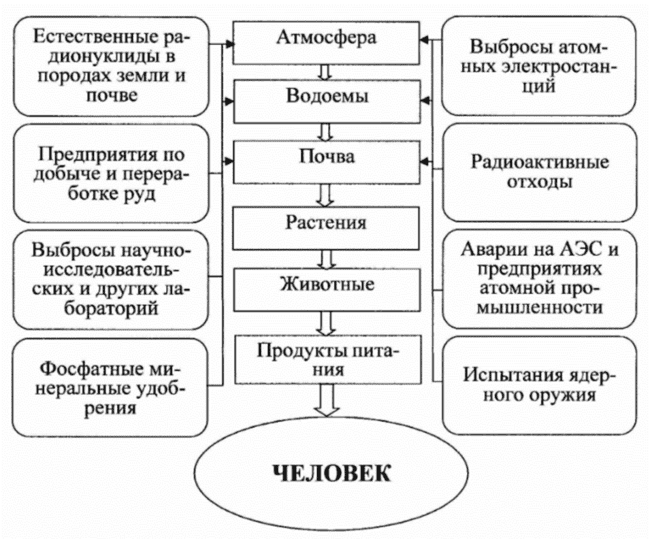 Естественные ра-
дионуклиды в
породах земли и
почве
Предприятия по
добыче и перера-
ботке руд
Выбросы научно-
исследователь-
ских и других ла-
бораторий
Фосфатные ми-
неральные удоб-
рения
Атмосфера
Водоемы
Почва
Растения
Животные
Продукты пита-
ния
ЧЕЛОВЕК
Выбросы атом-
ных электростан-
ций
Радиоактивные
отходы
Аварии на АЭС и
предприятиях
атомной про-
мышленности
Испытания ядер-
ного оружия